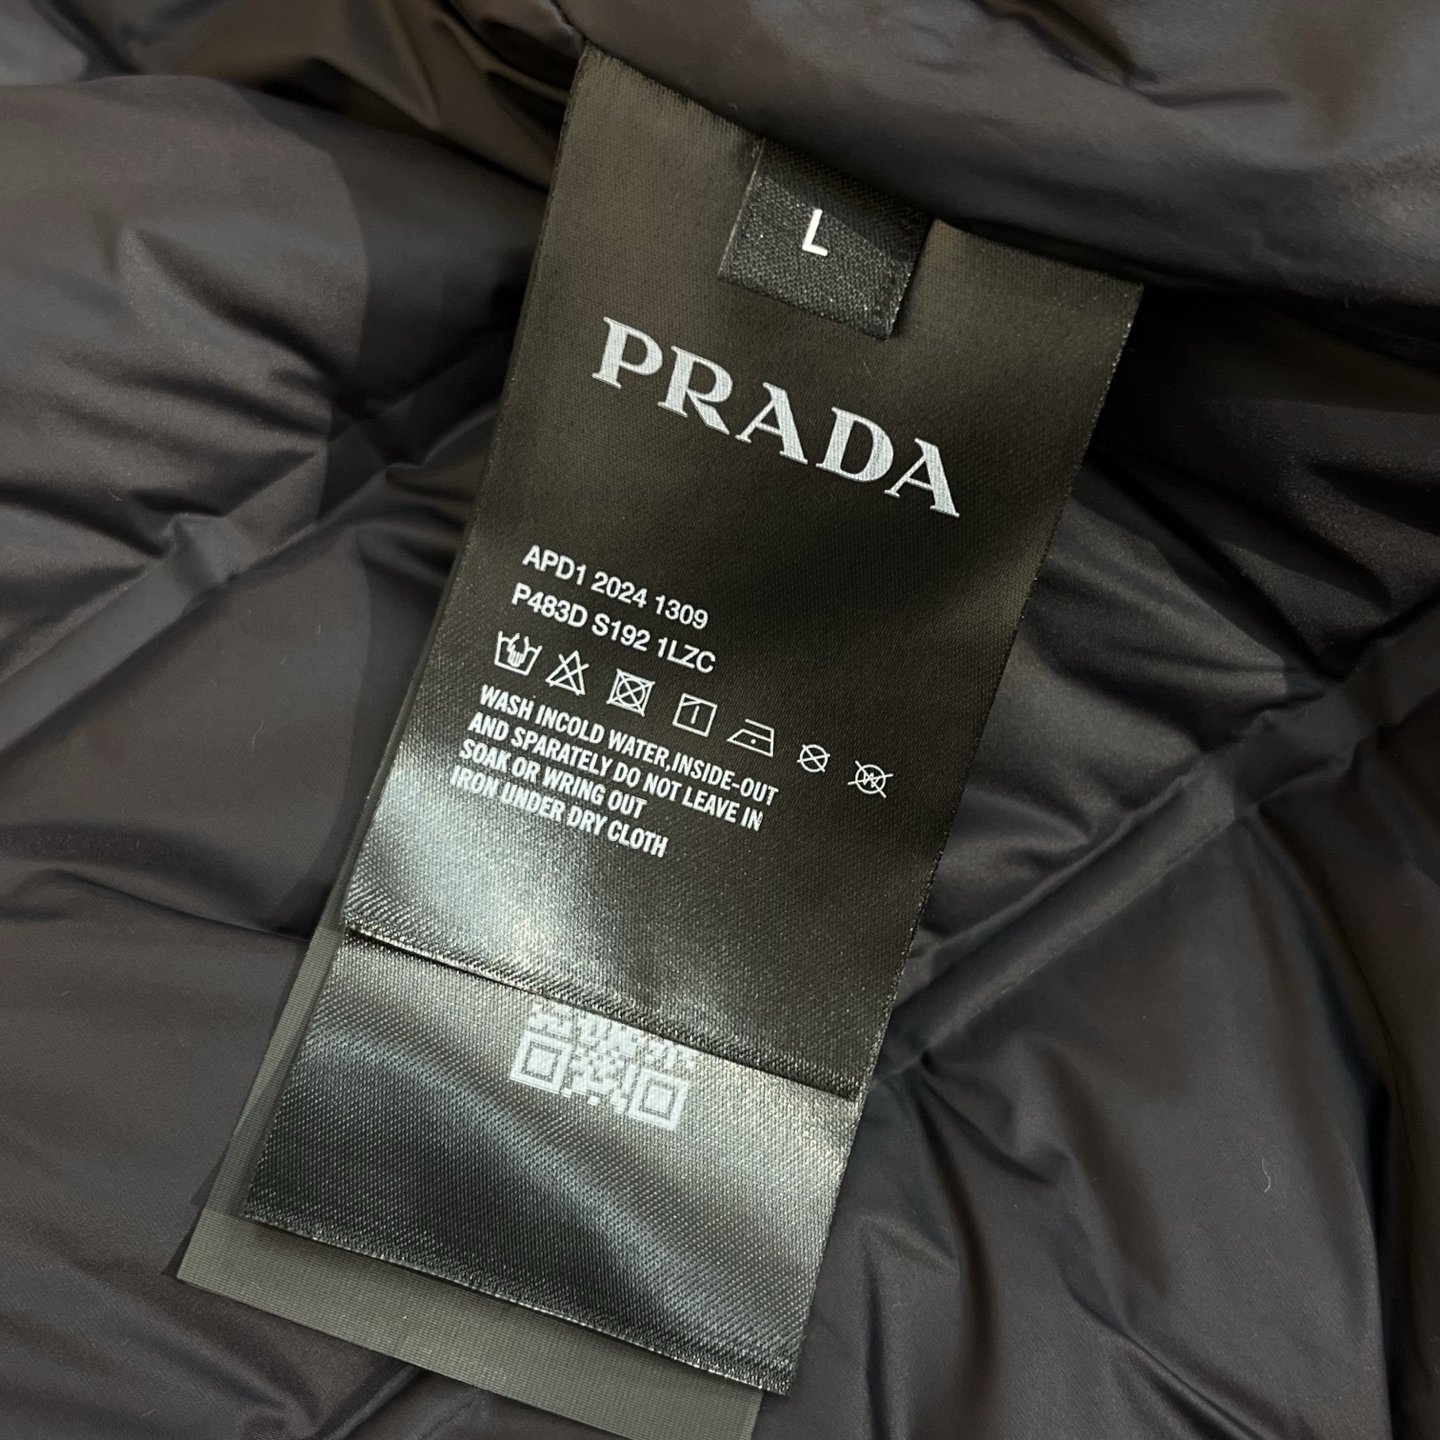 L
PRADA
APD1 2024 1309
P483D S192 1LZC
WASH INCOLD WATER,INSIDE-OUT
AND SPARATELY DO NOT LEAVE IN
SOAK OR WRING OUT
IRON UNDER DRY CLOTH